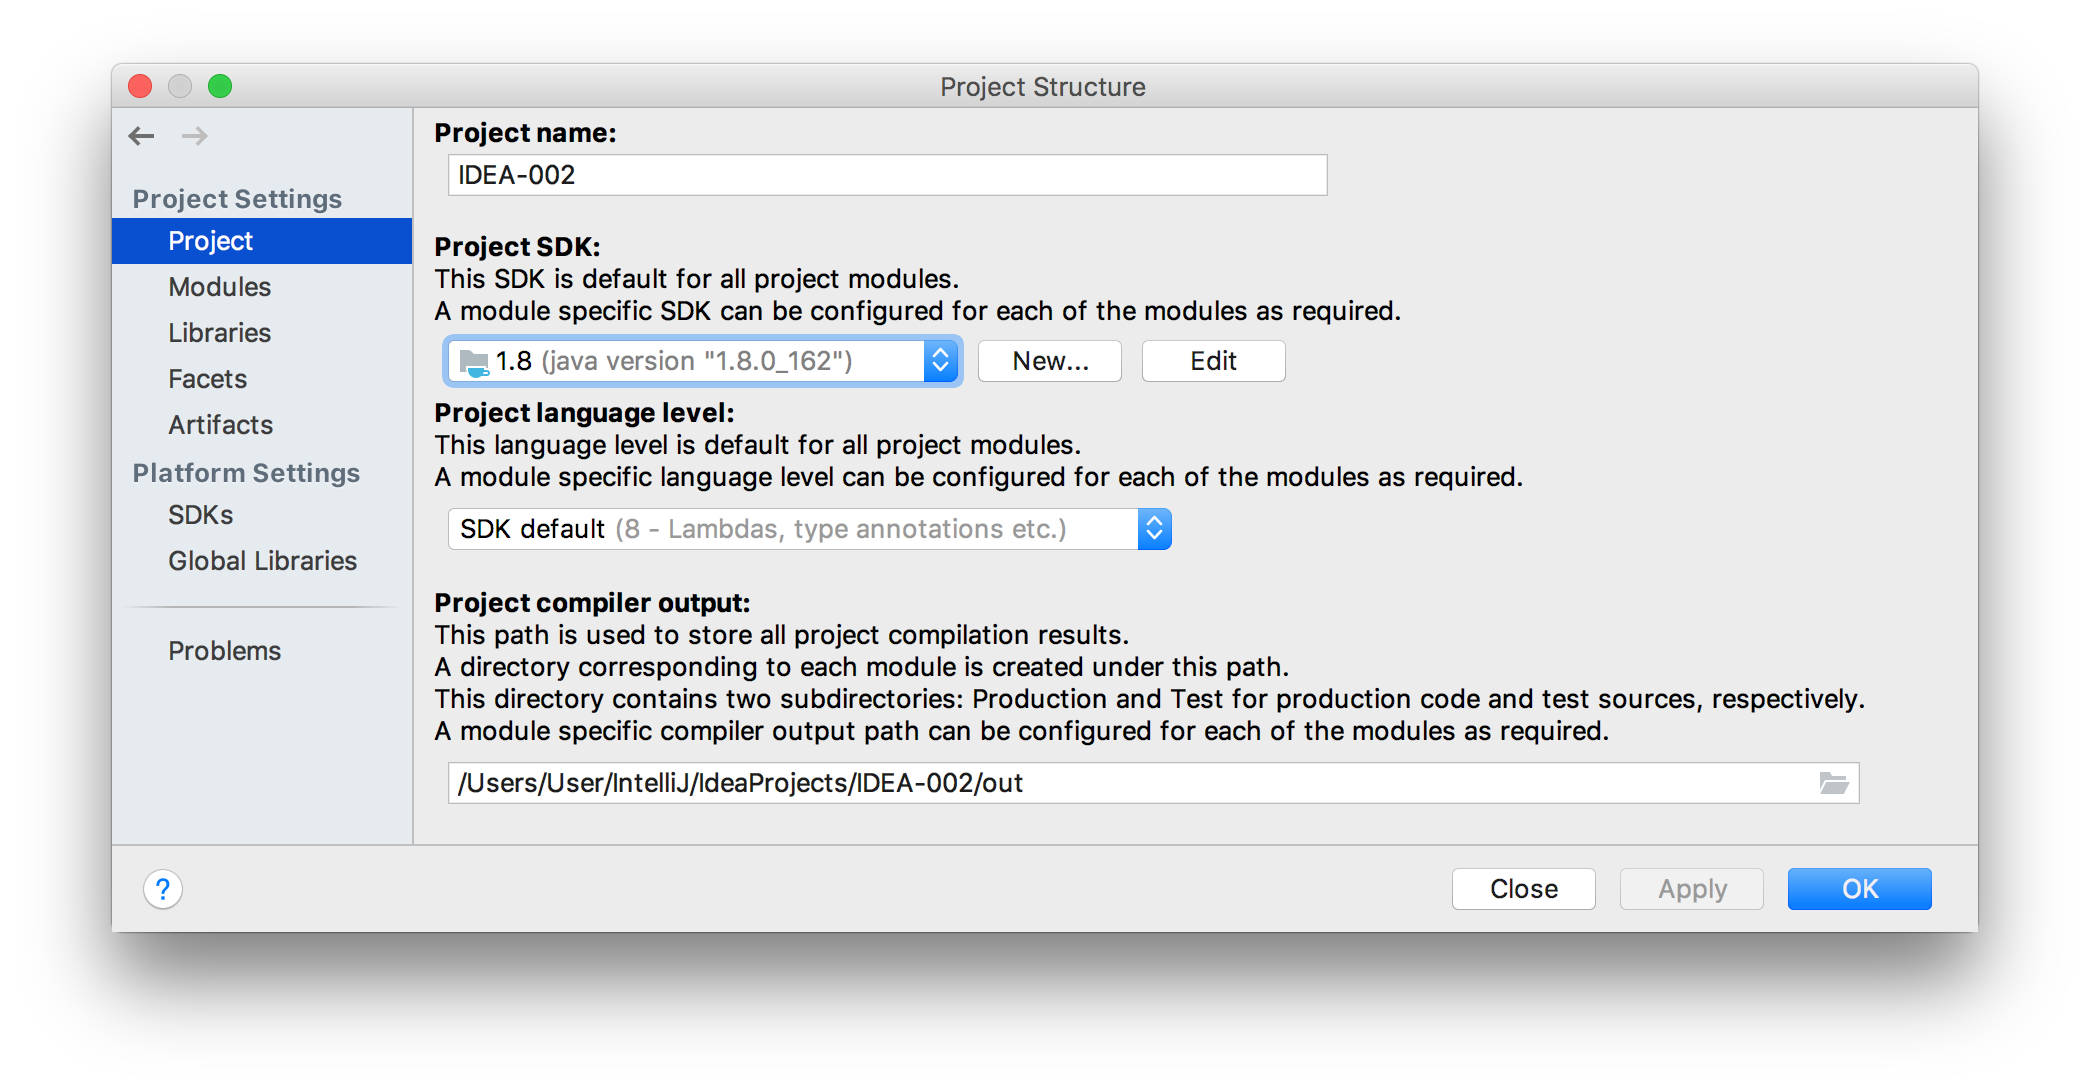 Project Structure
Project Settings
Project
Modules
Libraries
Facets
Artifacts
Platform Settings
SDKs
Global Libraries
Problems
Project name:
IDEA-002
Project SDK:
This SDK is default for all project modules.
A module specific SDK can be configured for each of the modules as required.
1.8 (java version "1.8.0_162")
New...
Edit
Project language level:
This language level is default for all project modules.
A module specific language level can be configured for each of the modules as required.
SDK default (8 - Lambdas, type annotations etc.)
Project compiler output:
This path is used to store all project compilation results.
A directory corresponding to each module is created under this path.
This directory contains two subdirectories: Production and Test for production code and test sources, respectively.
A module specific compiler output path can be configured for each of the modules as required.
/Users/User/IntelliJ/IdeaProjects/IDEA-002/out
?
Close
Apply
OK